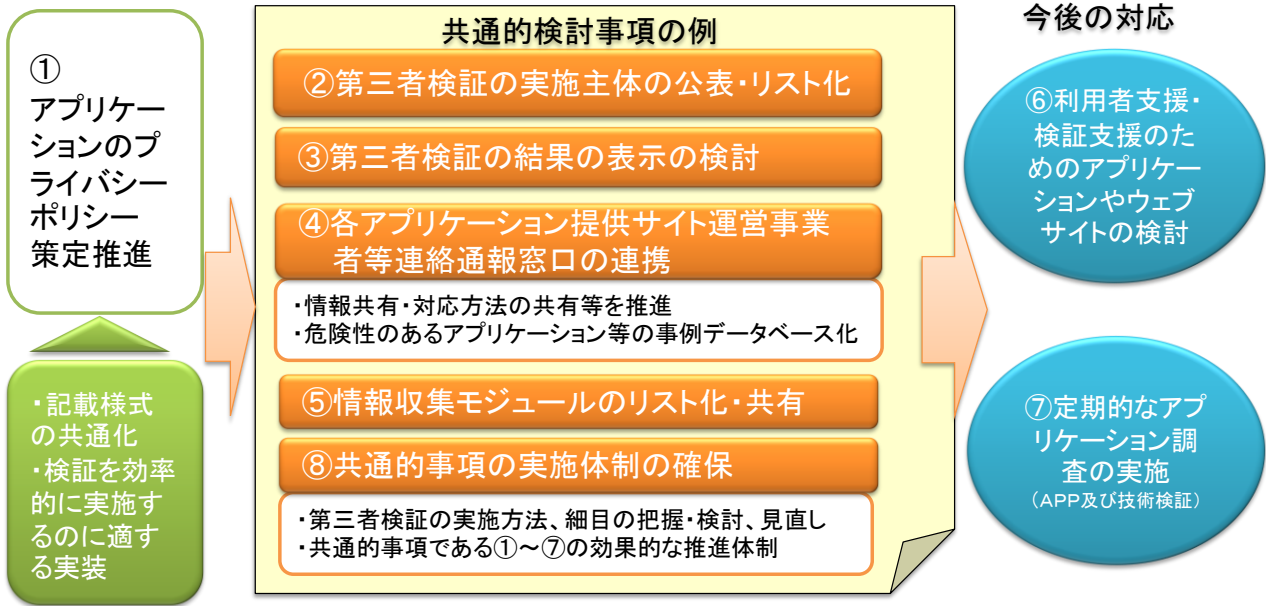 ①
アプリケー
ションのプ
ライバシー
ポリシー
策定推進
・記載様式
の共通化
・検証を効率
的に実施す
るのに適す
る実装
共通的検討事項の例
②第三者検証の実施主体の公表・リスト化
③第三者検証の結果の表示の検討
④各アプリケーション提供サイト運営事業
者等連絡通報窓口の連携
・情報共有・対応方法の共有等を推進
・危険性のあるアプリケーション等の事例データベース化
⑤情報収集モジュールのリスト化・共有
⑧共通的事項の実施体制の確保
・第三者検証の実施方法、細目の把握・検討、見直し
・共通的事項である①～⑦の効果的な推進体制
今後の対応
⑥利用者支援・
検証支援のた
めのアプリケー
ションやウェブ
サイトの検討
⑦定期的なアプ
リケーション調
査の実施
（APP及び技術検証）